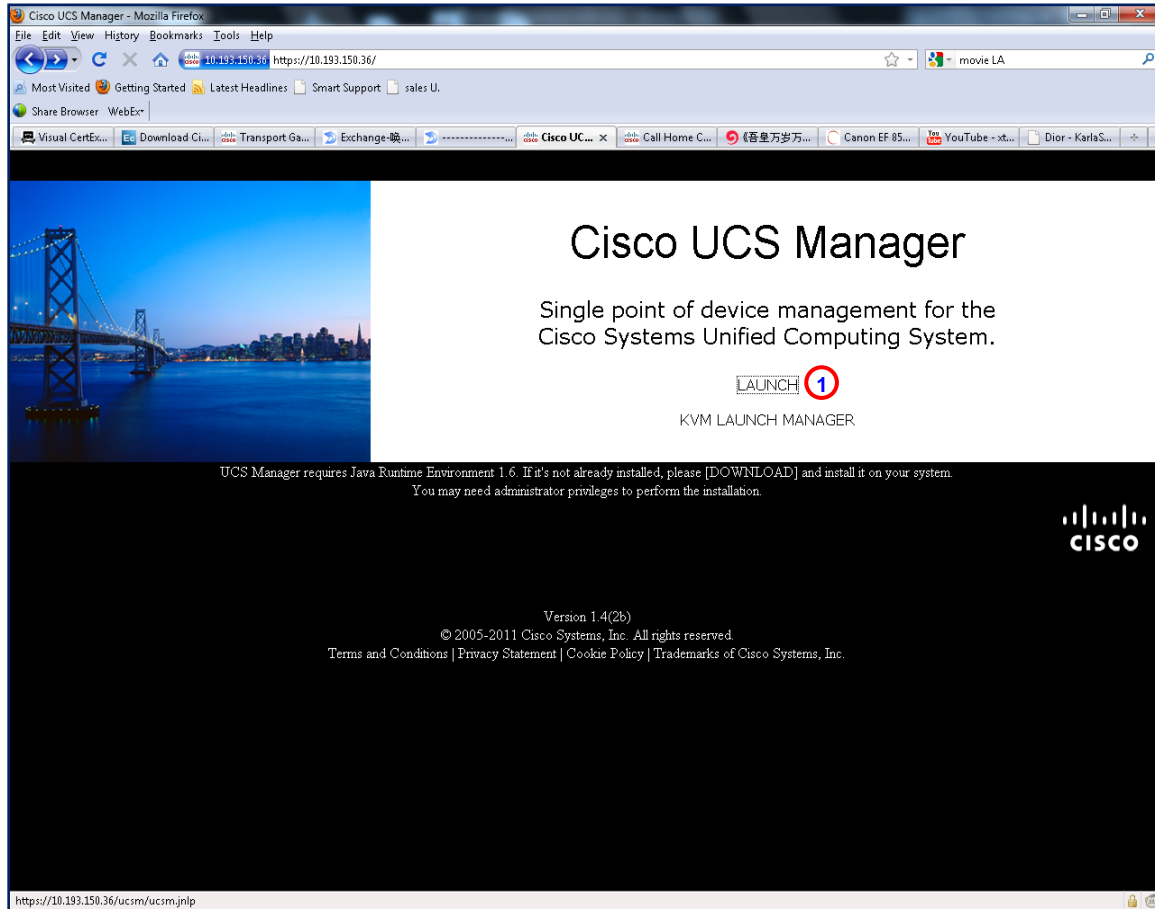 Cisco UCS Manager - Mozilla Firefox
File Edit View History Bookmarks Tools Help
10.193.150.36 https://10.193.150.36/
movie LA
Most Visited Getting Started Latest Headlines Smart Support sales U.
Share Browser WebEx
Visual CertEx... Download Ci... Transport Ga... Exchange-唤... --------------... Cisco UC... Call Home C... 《吾皇万岁万... Canon EF 85... YouTube - xt... Dior - KarlaS...
Cisco UCS Manager
Single point of device management for the
Cisco Systems Unified Computing System.
LAUNCH 1
KVM LAUNCH MANAGER
UCS Manager requires Java Runtime Environment 1.6. If it's not already installed, please [DOWNLOAD] and install it on your system.
You may need administrator privileges to perform the installation.
CISCO
Version 1.4(2b)
© 2005-2011 Cisco Systems, Inc. All rights reserved.
Terms and Conditions | Privacy Statement | Cookie Policy | Trademarks of Cisco Systems, Inc.
https://10.193.150.36/ucsm/ucsm.jnlp